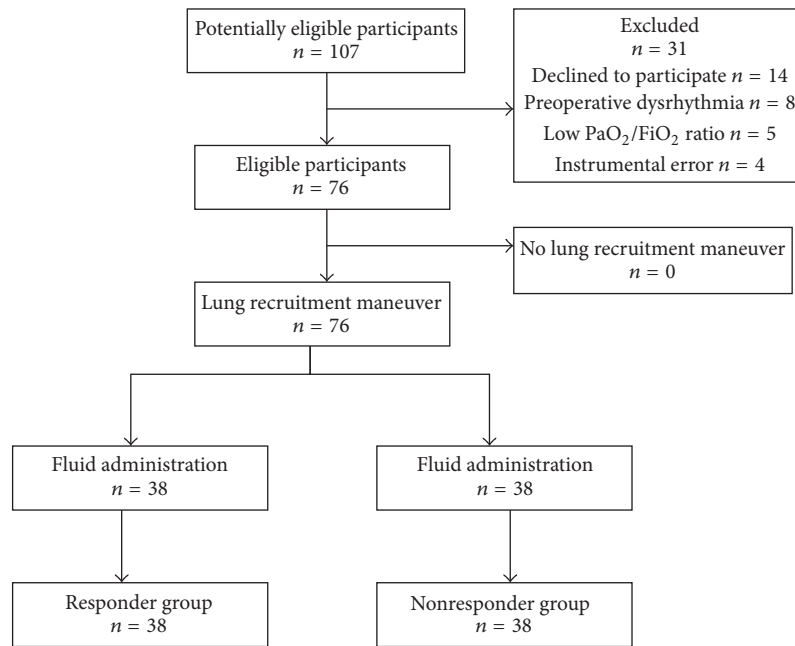 Potentially eligible participants
n = 107
Excluded
n = 31
Declined to participate n = 14
Preoperative dysrhythmia n = 8
Low PaO₂/FiO₂ ratio n = 5
Instrumental error n = 4
Eligible participants
n = 76
No lung recruitment maneuver
n = 0
Lung recruitment maneuver
n = 76
Fluid administration
n = 38
Fluid administration
n = 38
Responder group
n = 38
Nonresponder group
n = 38